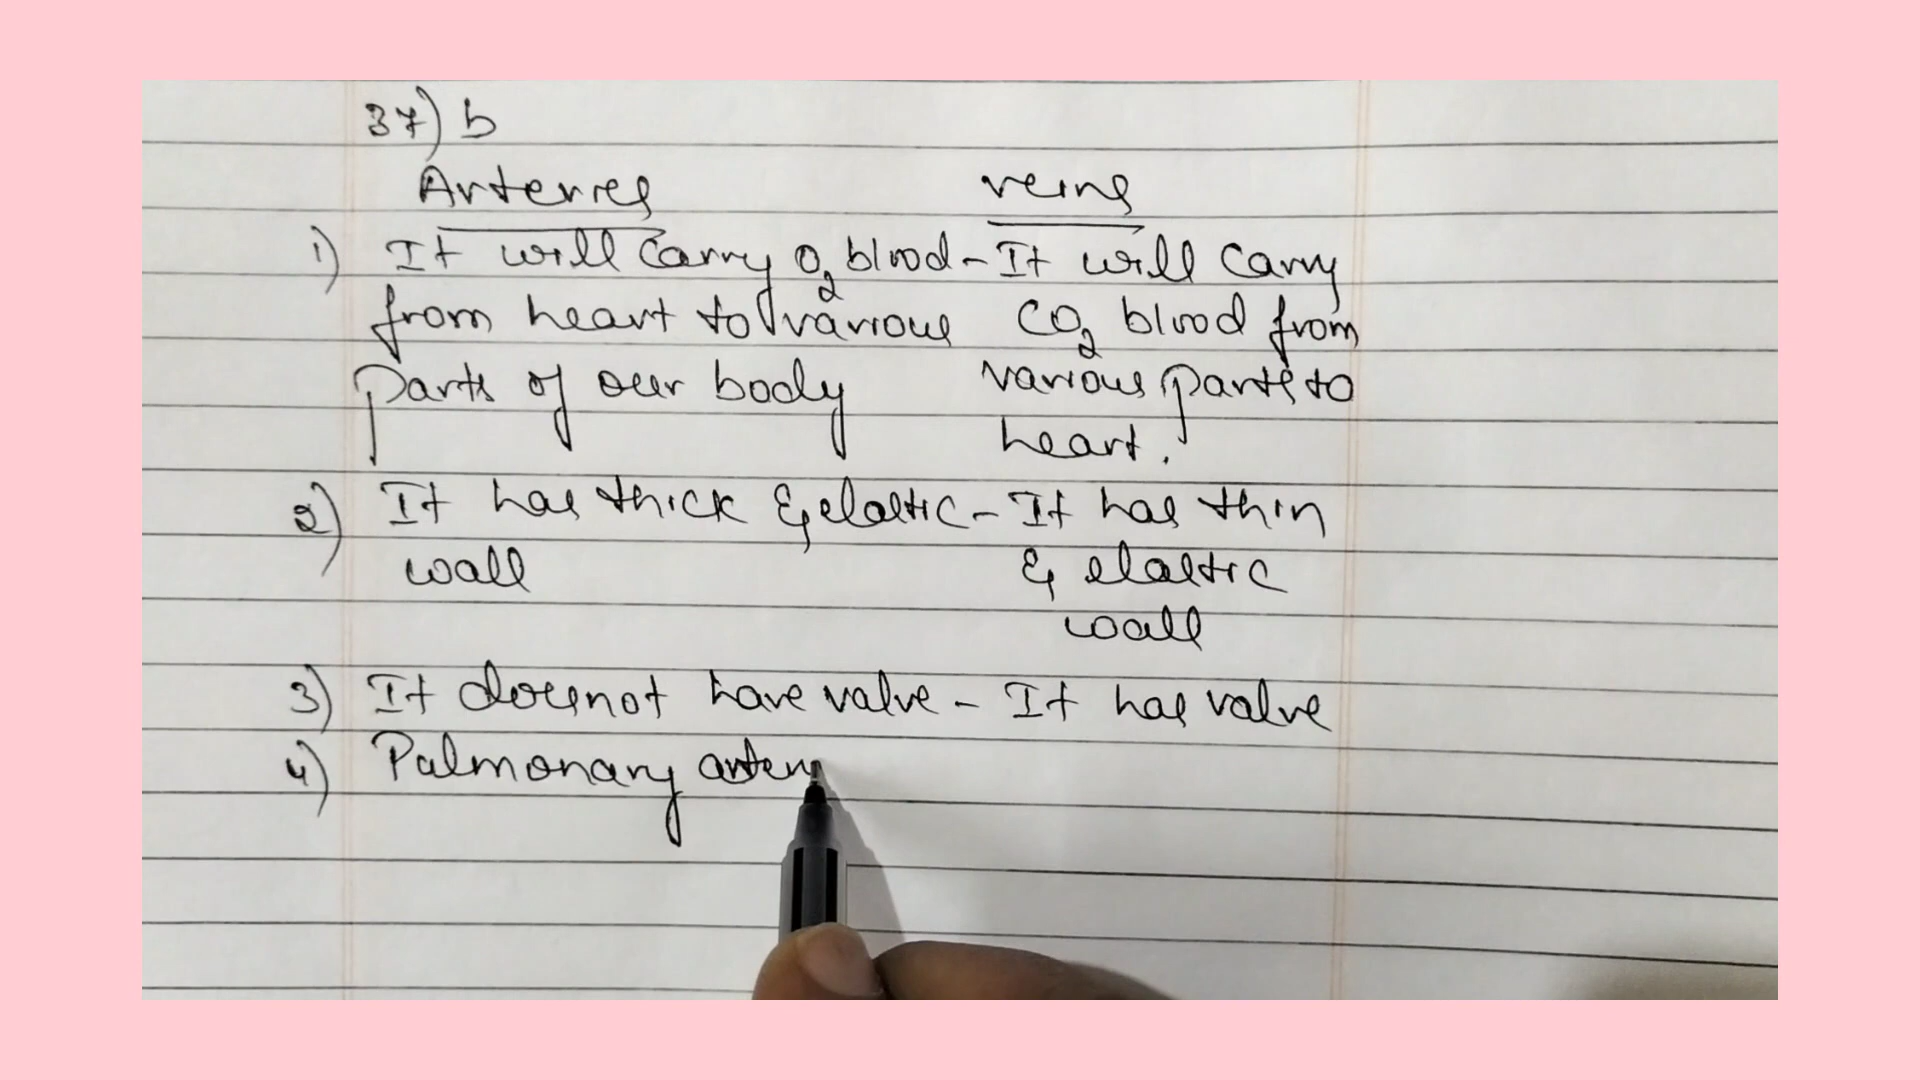 37) b
Arteries veins
1) It will carry O2 blood - It will carry
from heart to various CO2 blood from
parts of our body various parts to
heart.
2) It has thick & elastic - It has thin
wall & elastic
wall
3) It does not have valve - It has valve
4) Pulmonary arter